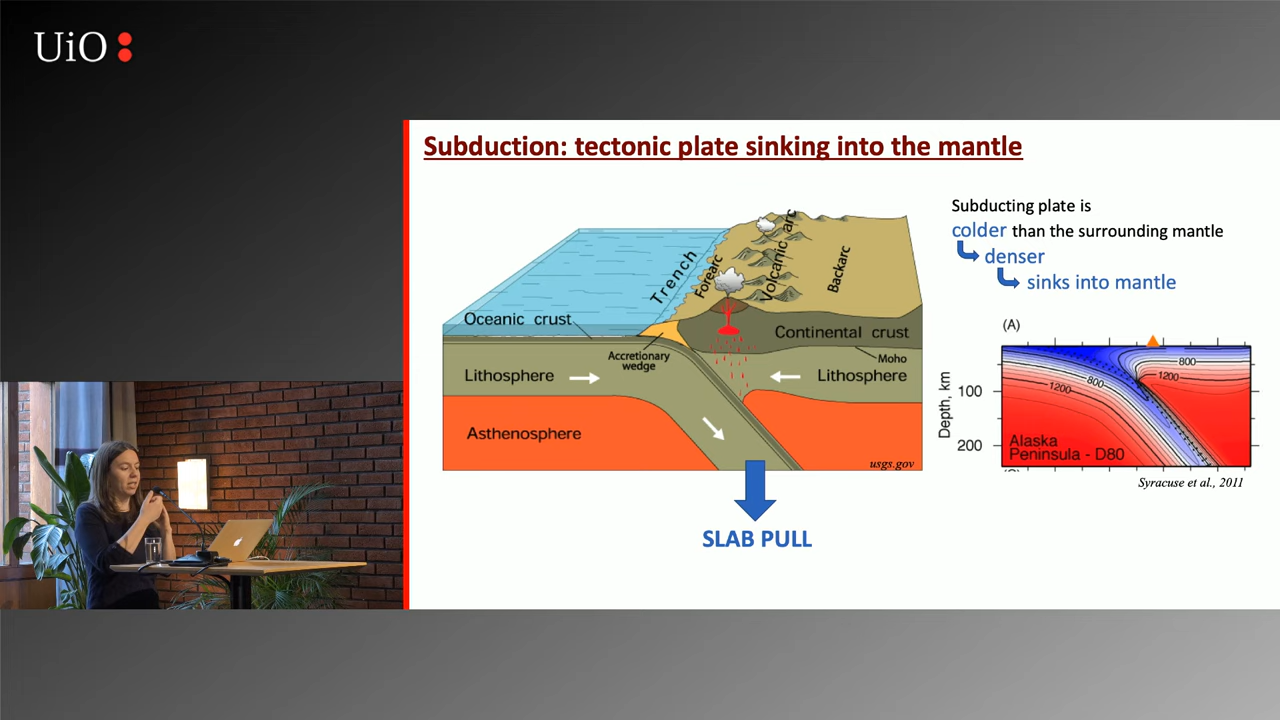 UiO
Subduction: tectonic plate sinking into the mantle
Subducting plate is
colder than the surrounding mantle
denser
sinks into mantle
Trench
Forearc
Volcanic arc
Backarc
Oceanic crust
Continental crust
Accretionary
wedge
Moho
Lithosphere
Lithosphere
Asthenosphere
usgs.gov
SLAB PULL
(A)
Depth, km
100
200
800
1200
800
1200
Alaska
Peninsula - D80
Syracuse et al., 2011